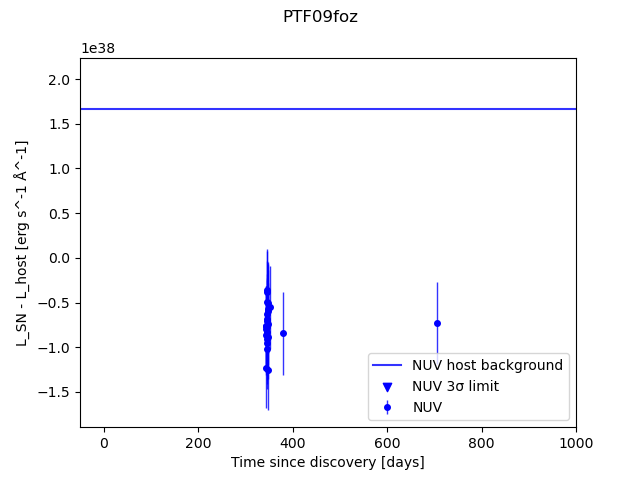 PTF09foz
1e38
2.0
1.5
1.0
0.5
0.0
−0.5
−1.0
−1.5
L_SN - L_host [erg s^-1 Å^-1]
NUV host background
NUV 3σ limit
NUV
0 200 400 600 800 1000
Time since discovery [days]